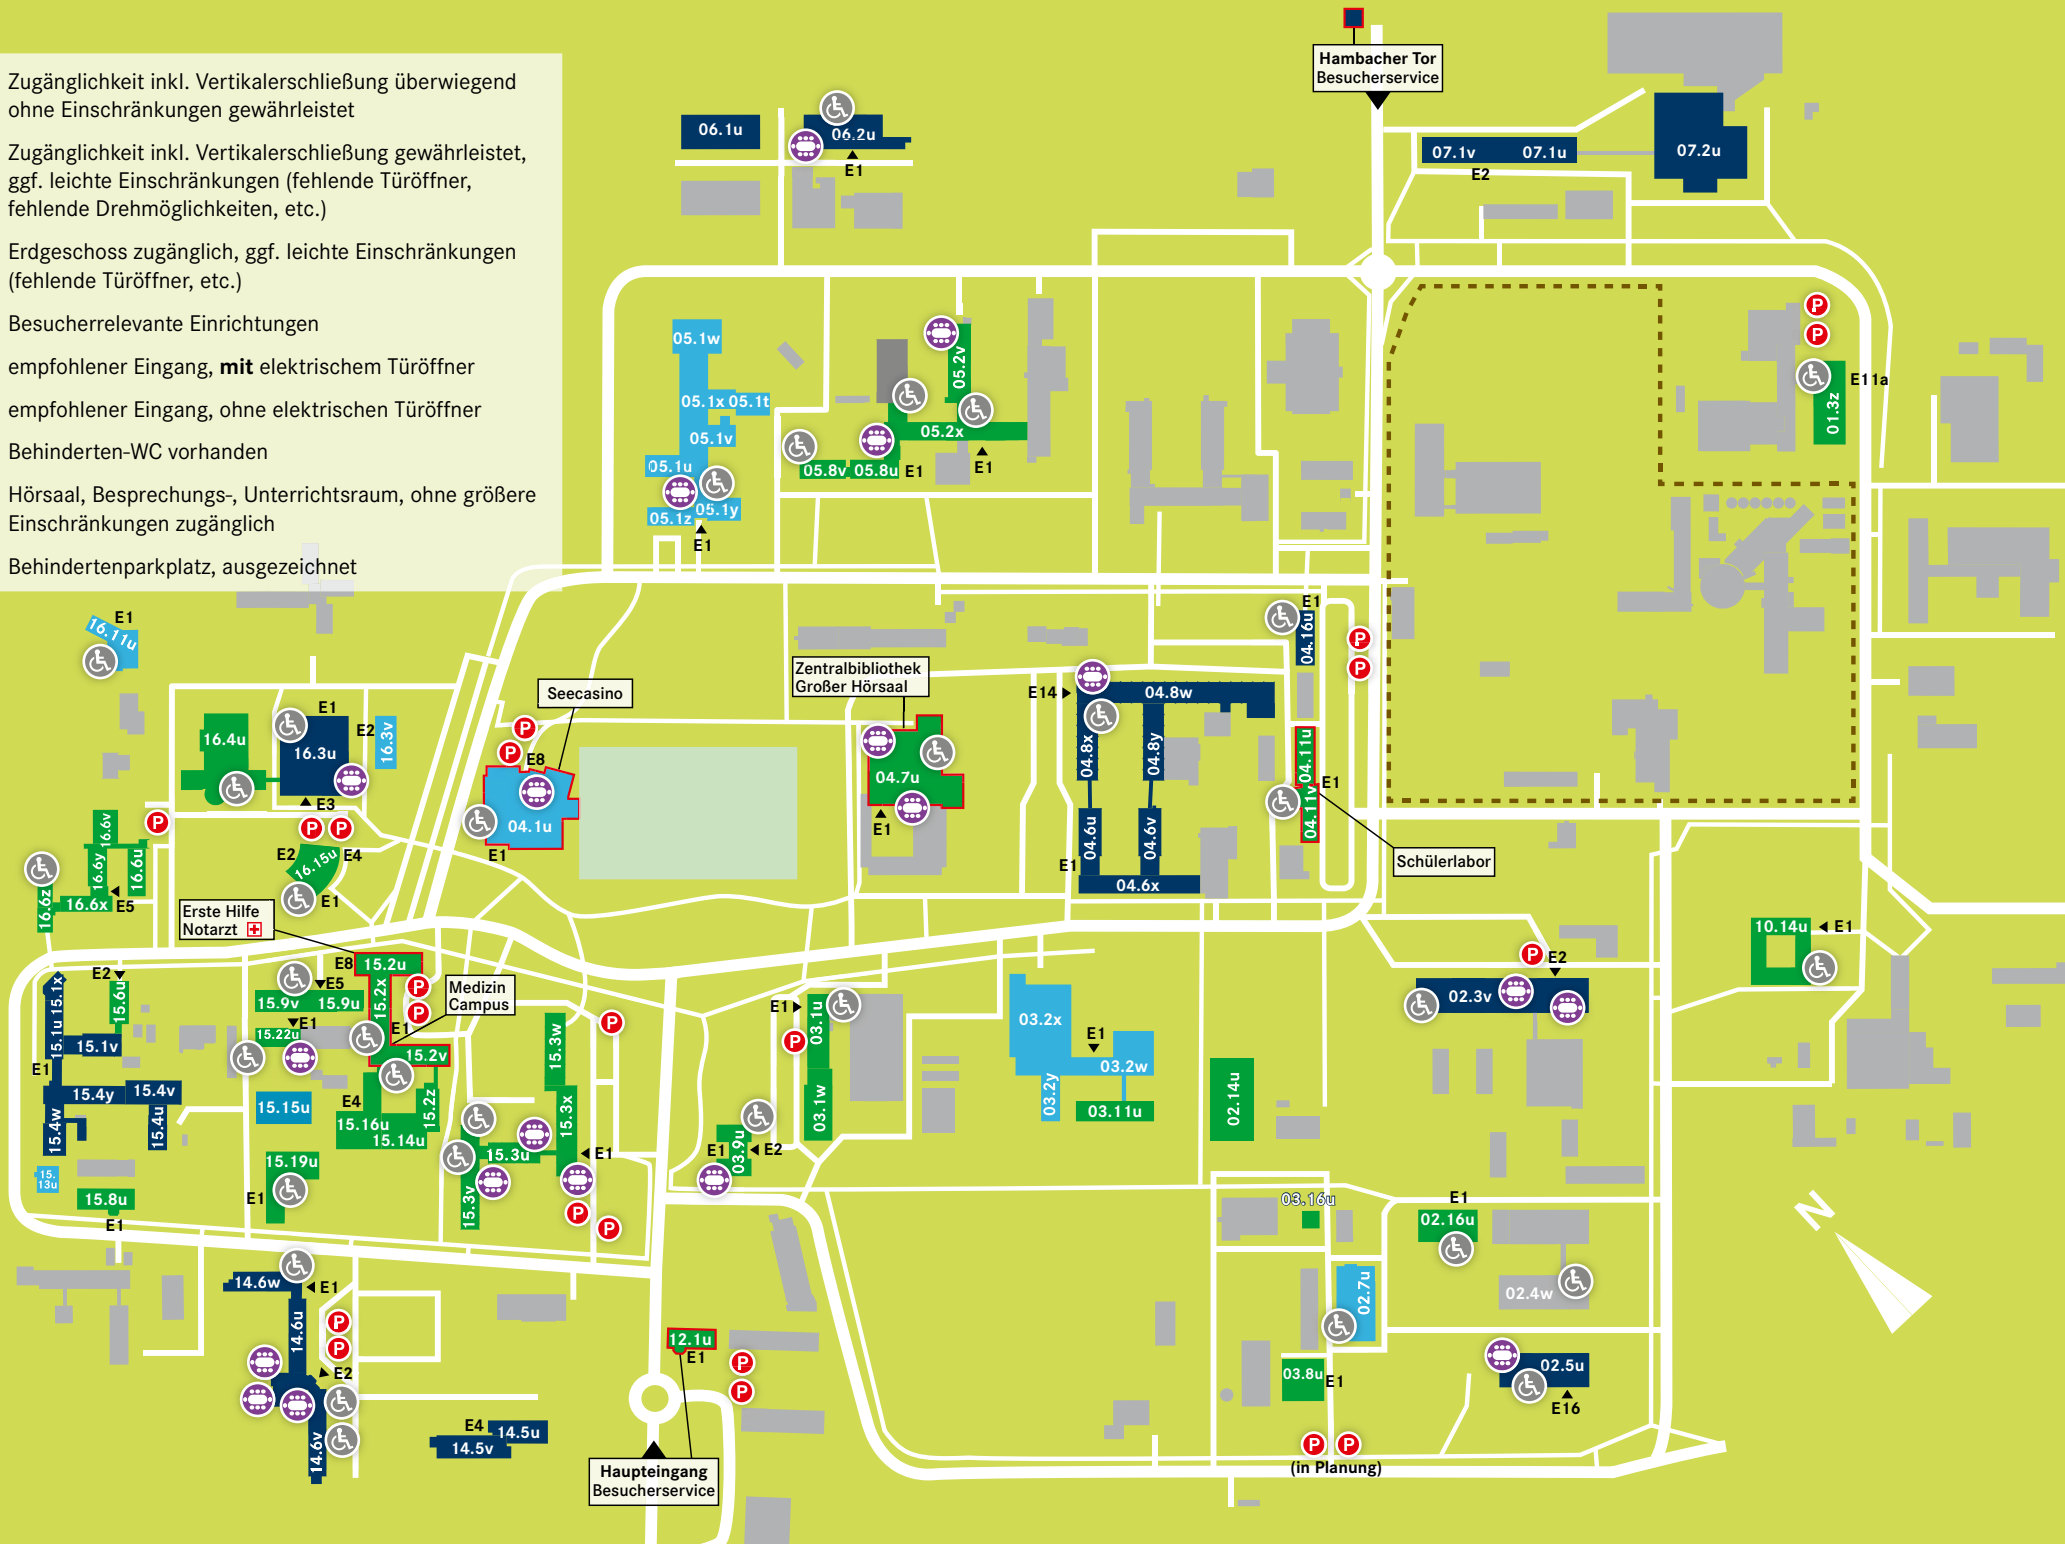 Zugänglichkeit inkl. Vertikalerschließung überwiegend
ohne Einschränkungen gewährleistet
Zugänglichkeit inkl. Vertikalerschließung gewährleistet,
ggf. leichte Einschränkungen (fehlende Türöffner,
fehlende Drehmöglichkeiten, etc.)
Erdgeschoss zugänglich, ggf. leichte Einschränkungen
(fehlende Türöffner, etc.)
Besucherrelevante Einrichtungen
empfohlener Eingang, mit elektrischem Türöffner
empfohlener Eingang, ohne elektrischen Türöffner
Behinderten-WC vorhanden
Hörsaal, Besprechungs-, Unterrichtsraum, ohne größere
Einschränkungen zugänglich
Behindertenparkplatz, ausgezeichnet
Hambacher Tor
Besucherservice
06.1u
06.2u
E1
07.1v
07.1u
E2
07.2u
05.1w
05.1x
05.1t
05.1v
05.1u
05.1z
05.1y
E1
05.2v
05.2x
E1
05.8v
05.8u
E1
P
P
E11a
01.3z
E1
16.11u
E1
04.16u
P
P
Zentralbibliothek
Großer Hörsaal
04.7u
E1
Seecasino
P
P
E8
04.1u
E1
E14
04.8w
04.8x
04.8y
04.6u
04.6v
E1
04.6x
04.11u
E1
04.11v
Schülerlabor
16.4u
E1
16.3u
E2
16.3v
E3
P
P
P
E2
16.15u
E4
E1
16.6v
16.6y
16.6u
16.6z
16.6x
E5
Erste Hilfe
Notarzt
E8
15.2u
15.2x
P
P
Medizin
Campus
E1
15.2v
15.2z
E4
15.16u
15.14u
E2
15.6u
15.1x
15.1u
15.1v
E1
15.4y
15.4v
15.4w
15.4u
15.
13u
15.8u
E1
E5
15.9v
15.9u
E1
15.22u
15.15u
15.19u
E1
15.3w
P
15.3x
15.3u
15.3v
E1
P
P
E1
03.1u
P
03.1w
E1
03.9u
E2
03.2x
E1
03.2w
03.2y
03.11u
02.14u
P
E2
02.3v
10.14u
E1
03.16u
E1
02.16u
02.4w
02.7u
03.8u
E1
02.5u
E16
P
P
(in Planung)
N
14.6w
E1
14.6u
P
P
E2
14.6v
E4
14.5u
14.5v
12.1u
E1
P
P
Haupteingang
Besucherservice